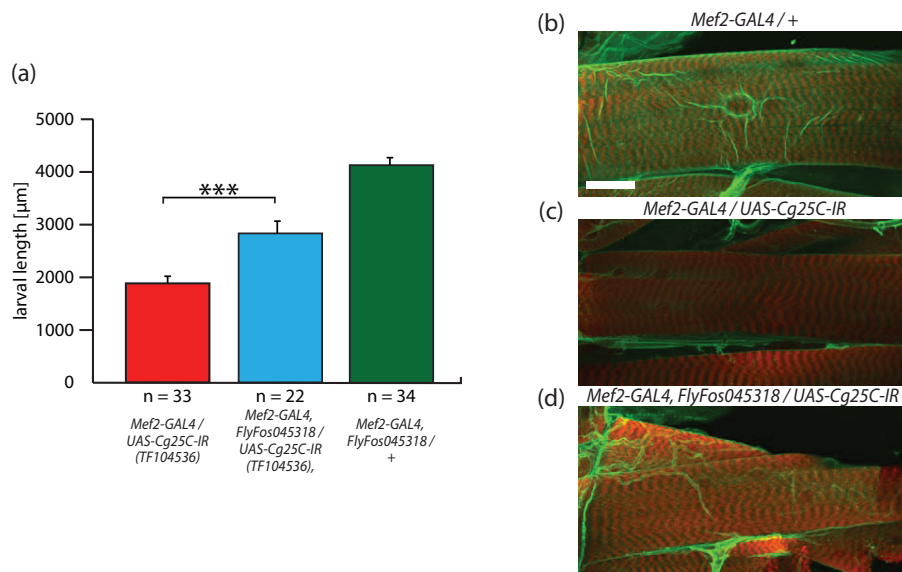 (a)
larval length [µm]
5000
4000
3000
2000
1000
0
***
n = 33
n = 22
n = 34
Mef2-GAL4 /
UAS-Cg25C-IR
(TF104536)
Mef2-GAL4,
FlyFos045318 /
UAS-Cg25C-IR
(TF104536),
Mef2-GAL4,
FlyFos045318 /
+
(b)
Mef2-GAL4 / +
(c)
Mef2-GAL4 / UAS-Cg25C-IR
(d)
Mef2-GAL4, FlyFos045318 / UAS-Cg25C-IR